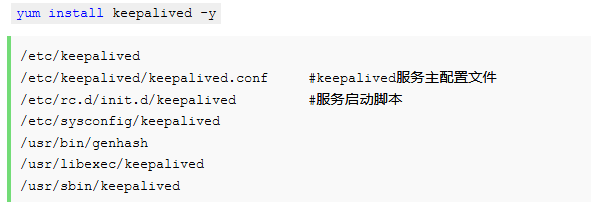 yum install keepalived -y
/etc/keepalived
/etc/keepalived/keepalived.conf #keepalived服务主配置文件
/etc/rc.d/init.d/keepalived #服务启动脚本
/etc/sysconfig/keepalived
/usr/bin/genhash
/usr/libexec/keepalived
/usr/sbin/keepalived